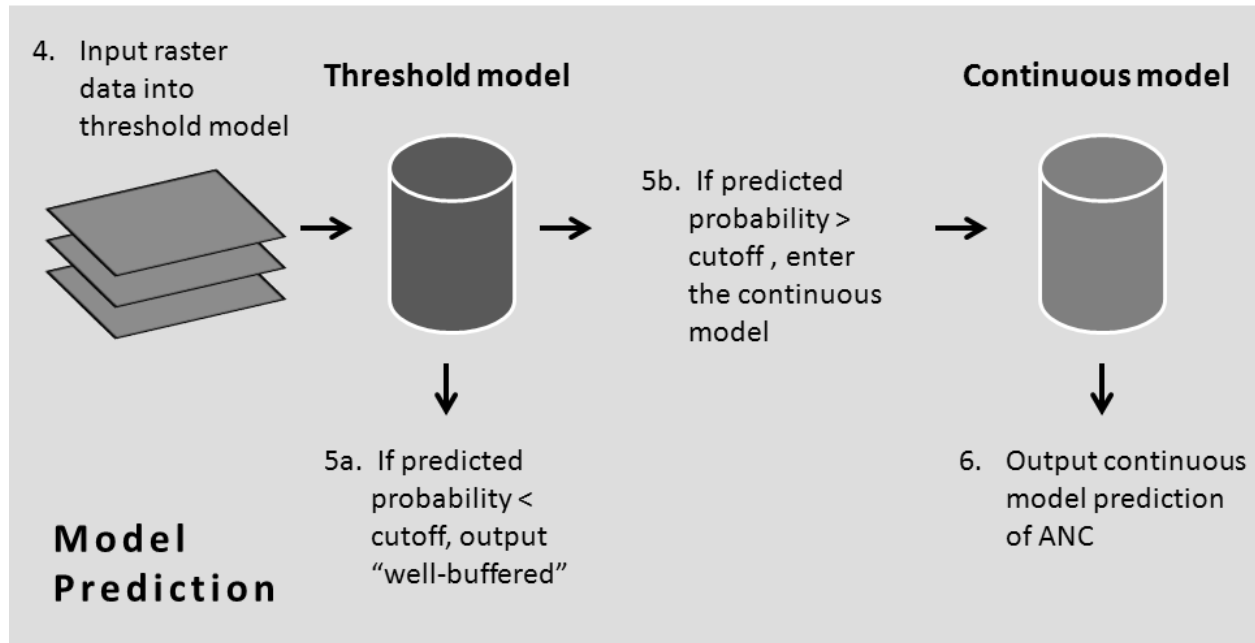 4. Input raster
data into
threshold model
Threshold model
5b. If predicted
probability >
cutoff , enter
the continuous
model
Continuous model
5a. If predicted
probability <
cutoff, output
“well-buffered”
6. Output continuous
model prediction
of ANC
Model
Prediction